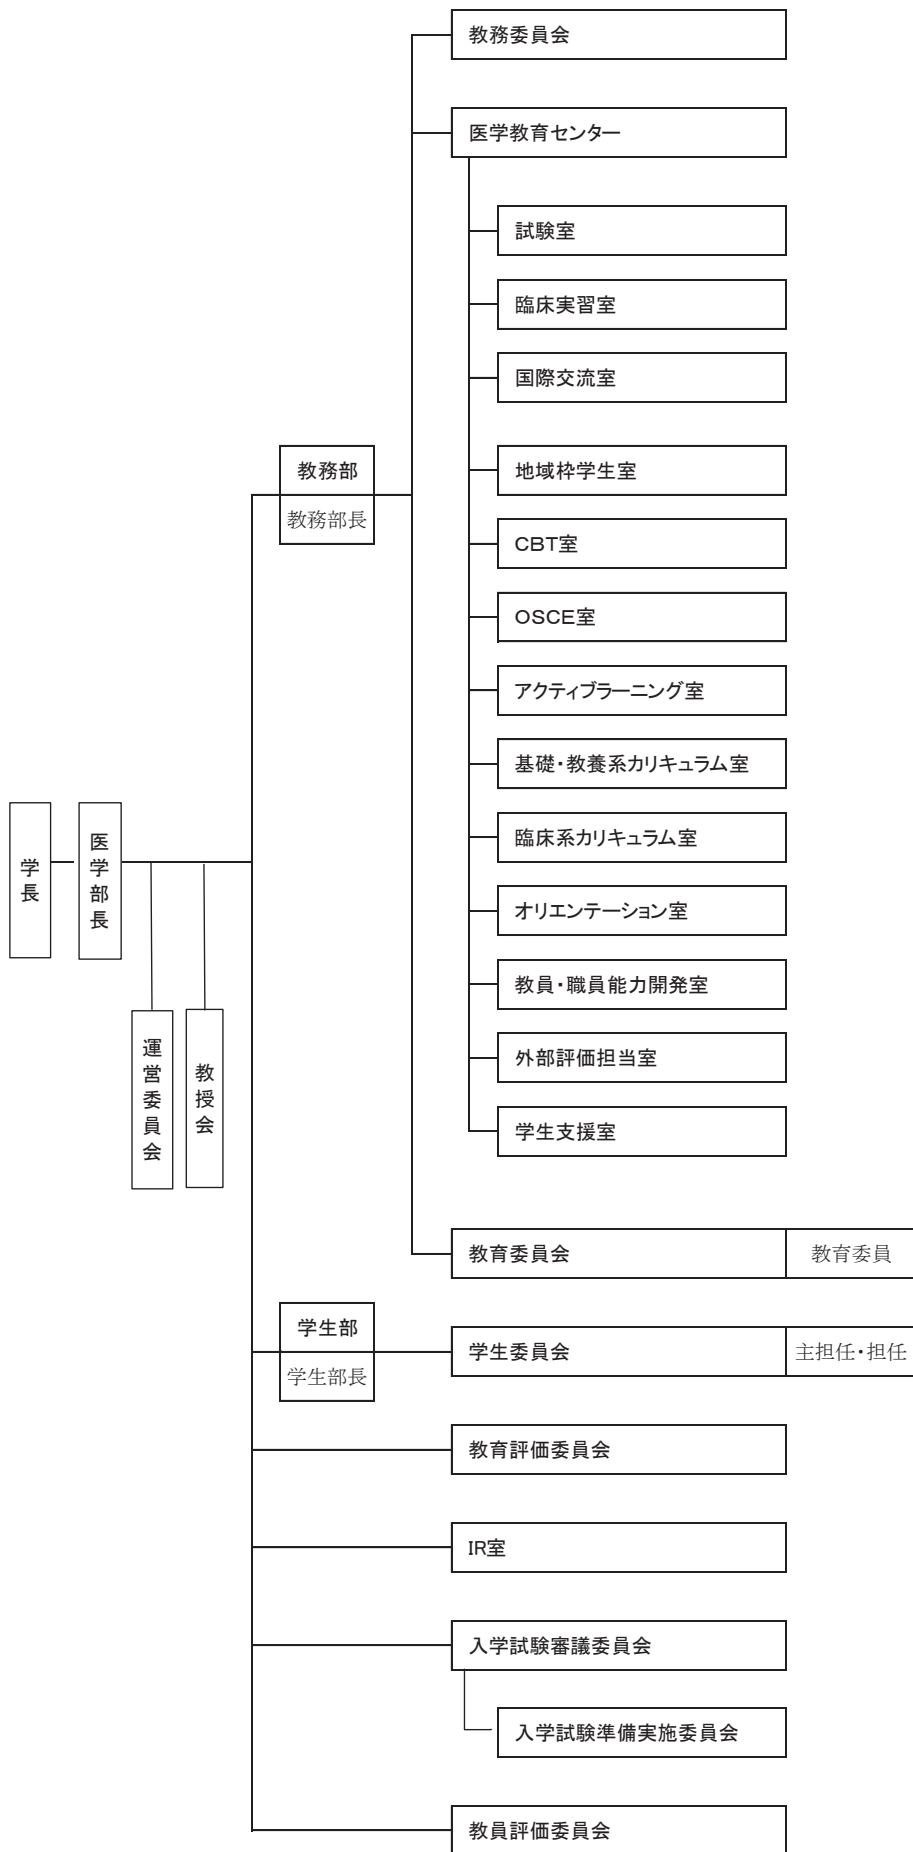 教務委員会
医学教育センター
試験室
臨床実習室
国際交流室
教務部
教務部長
地域枠学生室
CBT室
OSCE室
アクティブラーニング室
基礎・教養系カリキュラム室
学長
医学部長
臨床系カリキュラム室
オリエンテーション室
教員・職員能力開発室
運営委員会
教授会
外部評価担当室
学生支援室
教育委員会 教育委員
学生部
学生部長
学生委員会 主担任・担任
教育評価委員会
IR室
入学試験審議委員会
入学試験準備実施委員会
教員評価委員会